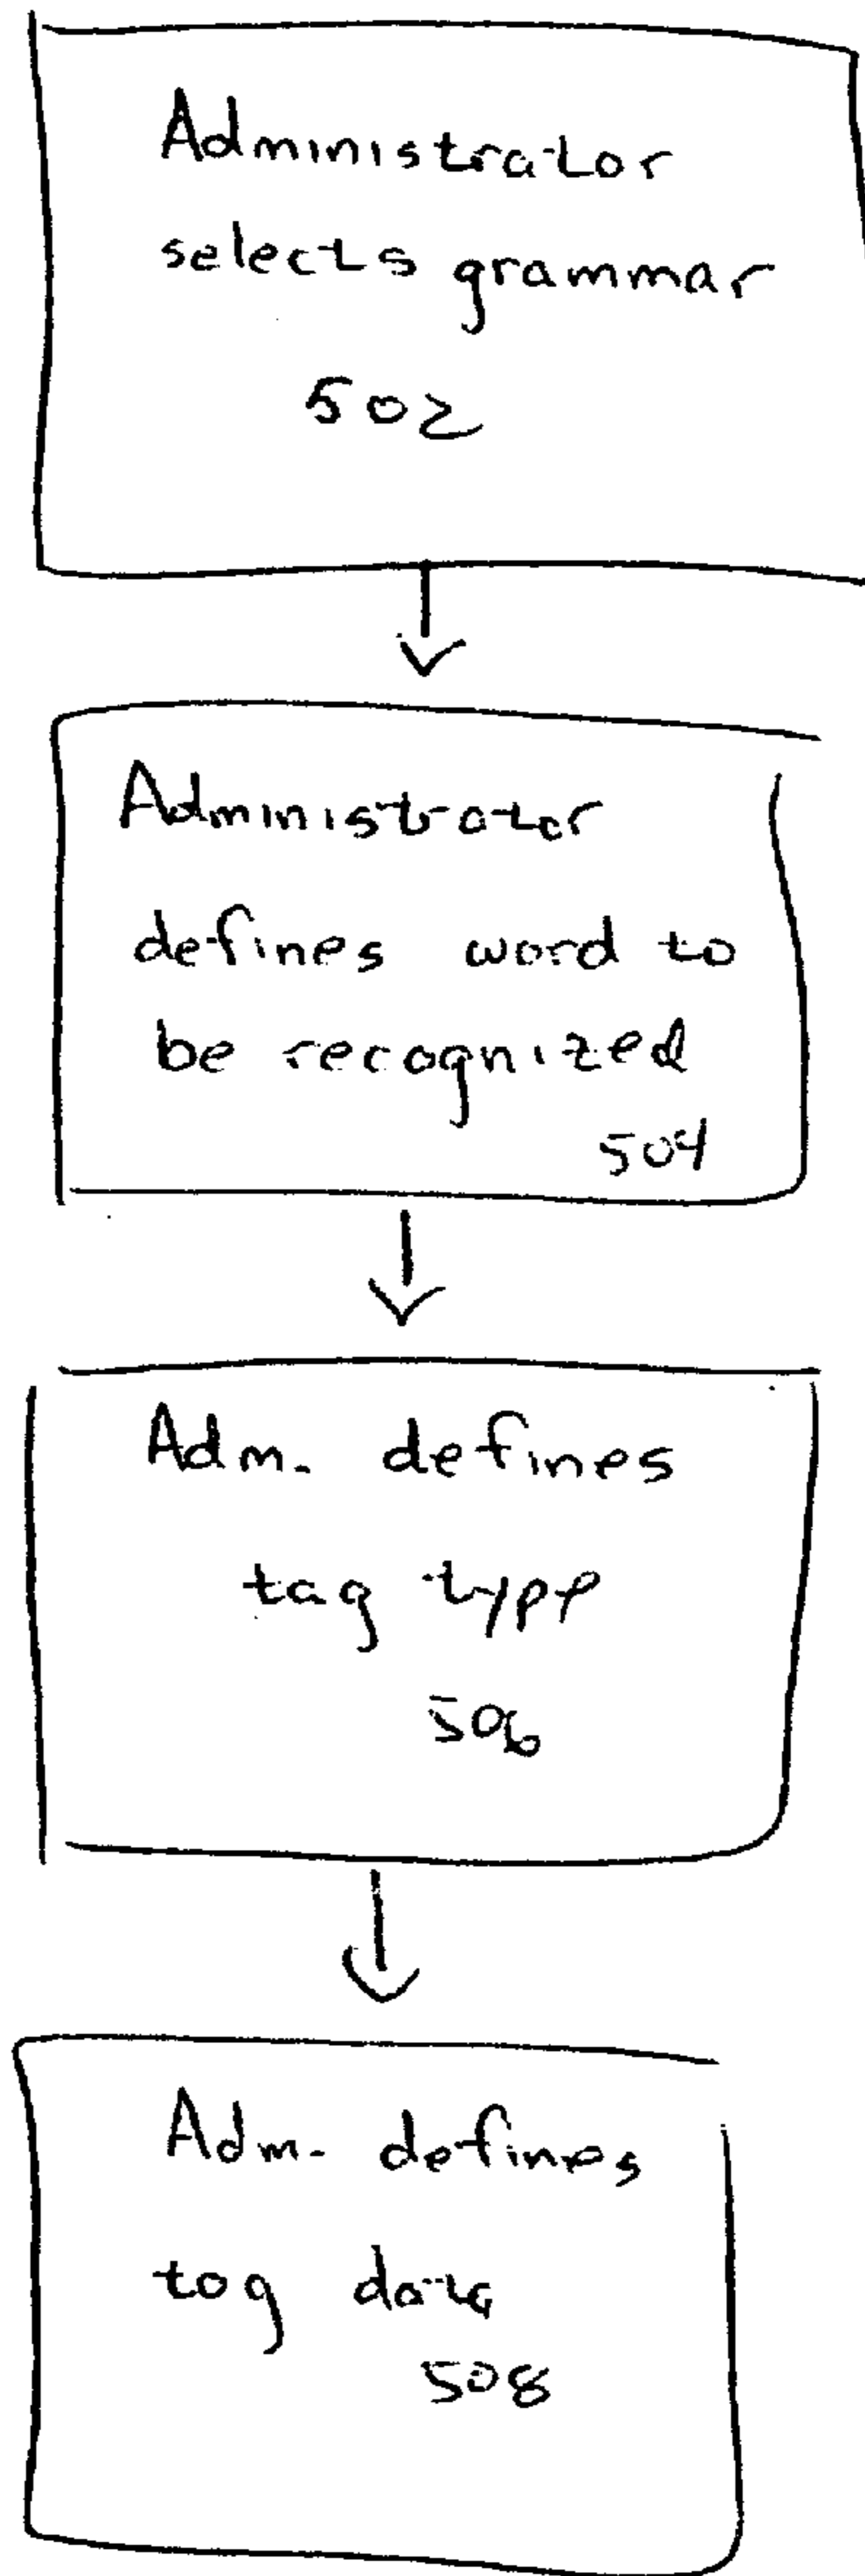 Administrator
selects grammar
502
Administrator
defines word to
be recognized
504
Adm. defines
tag type
506
Adm. defines
tag data
508